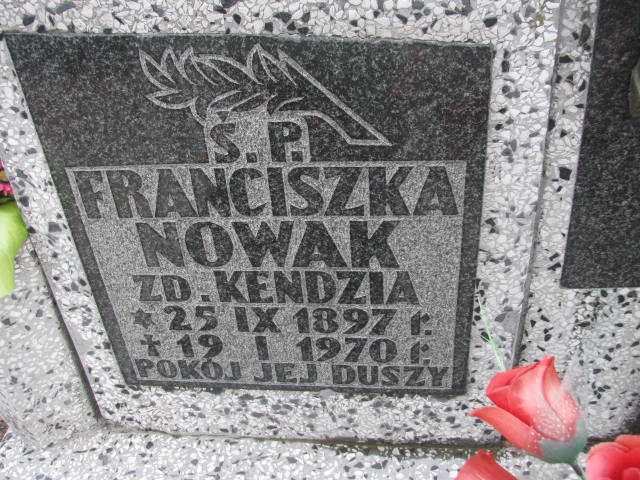 Ś. P.
FRANCISZKA
NOWAK
ZD. KENDZIA
* 25 IX 1897 r.
‡ 19 I 1970 r.
POKÓJ JEJ DUSZY